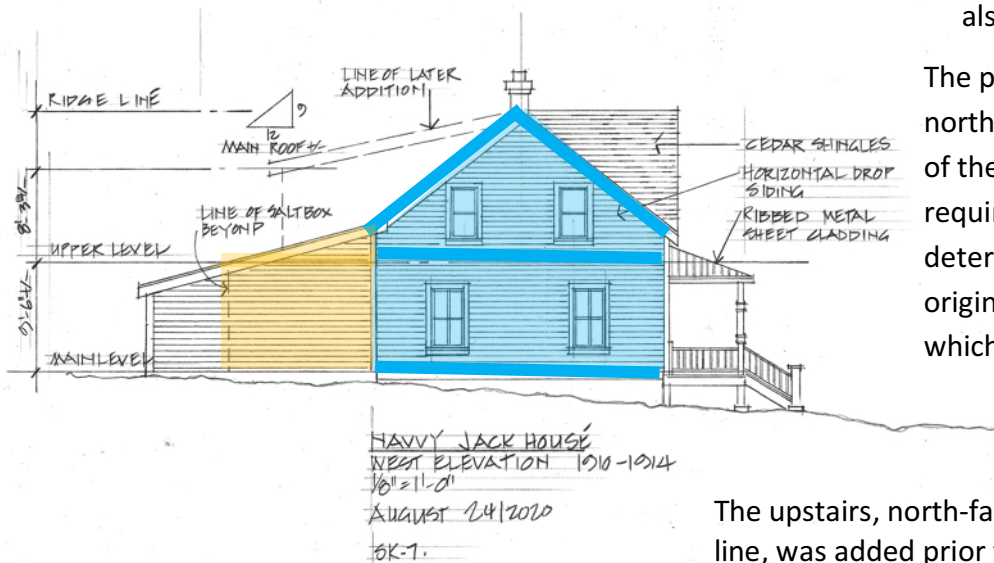 als
The p
north
of the
requir
deter
origin
which
RIDGE LINE
9
12
MAIN ROOF +/-
LINE OF LATER
ADDITION
LINE OF SALTBOX
BEYOND
UPPER LEVEL
MAIN LEVEL
CEDAR SHINGLES
HORIZONTAL DROP
SIDING
RIBBED METAL
SHEET CLADDING
NAVVY JACK HOUSE
WEST ELEVATION 1910-1914
1/8" = 1'-0"
AUGUST 24/2020
SK-7.
The upstairs, north-fa
line, was added prior